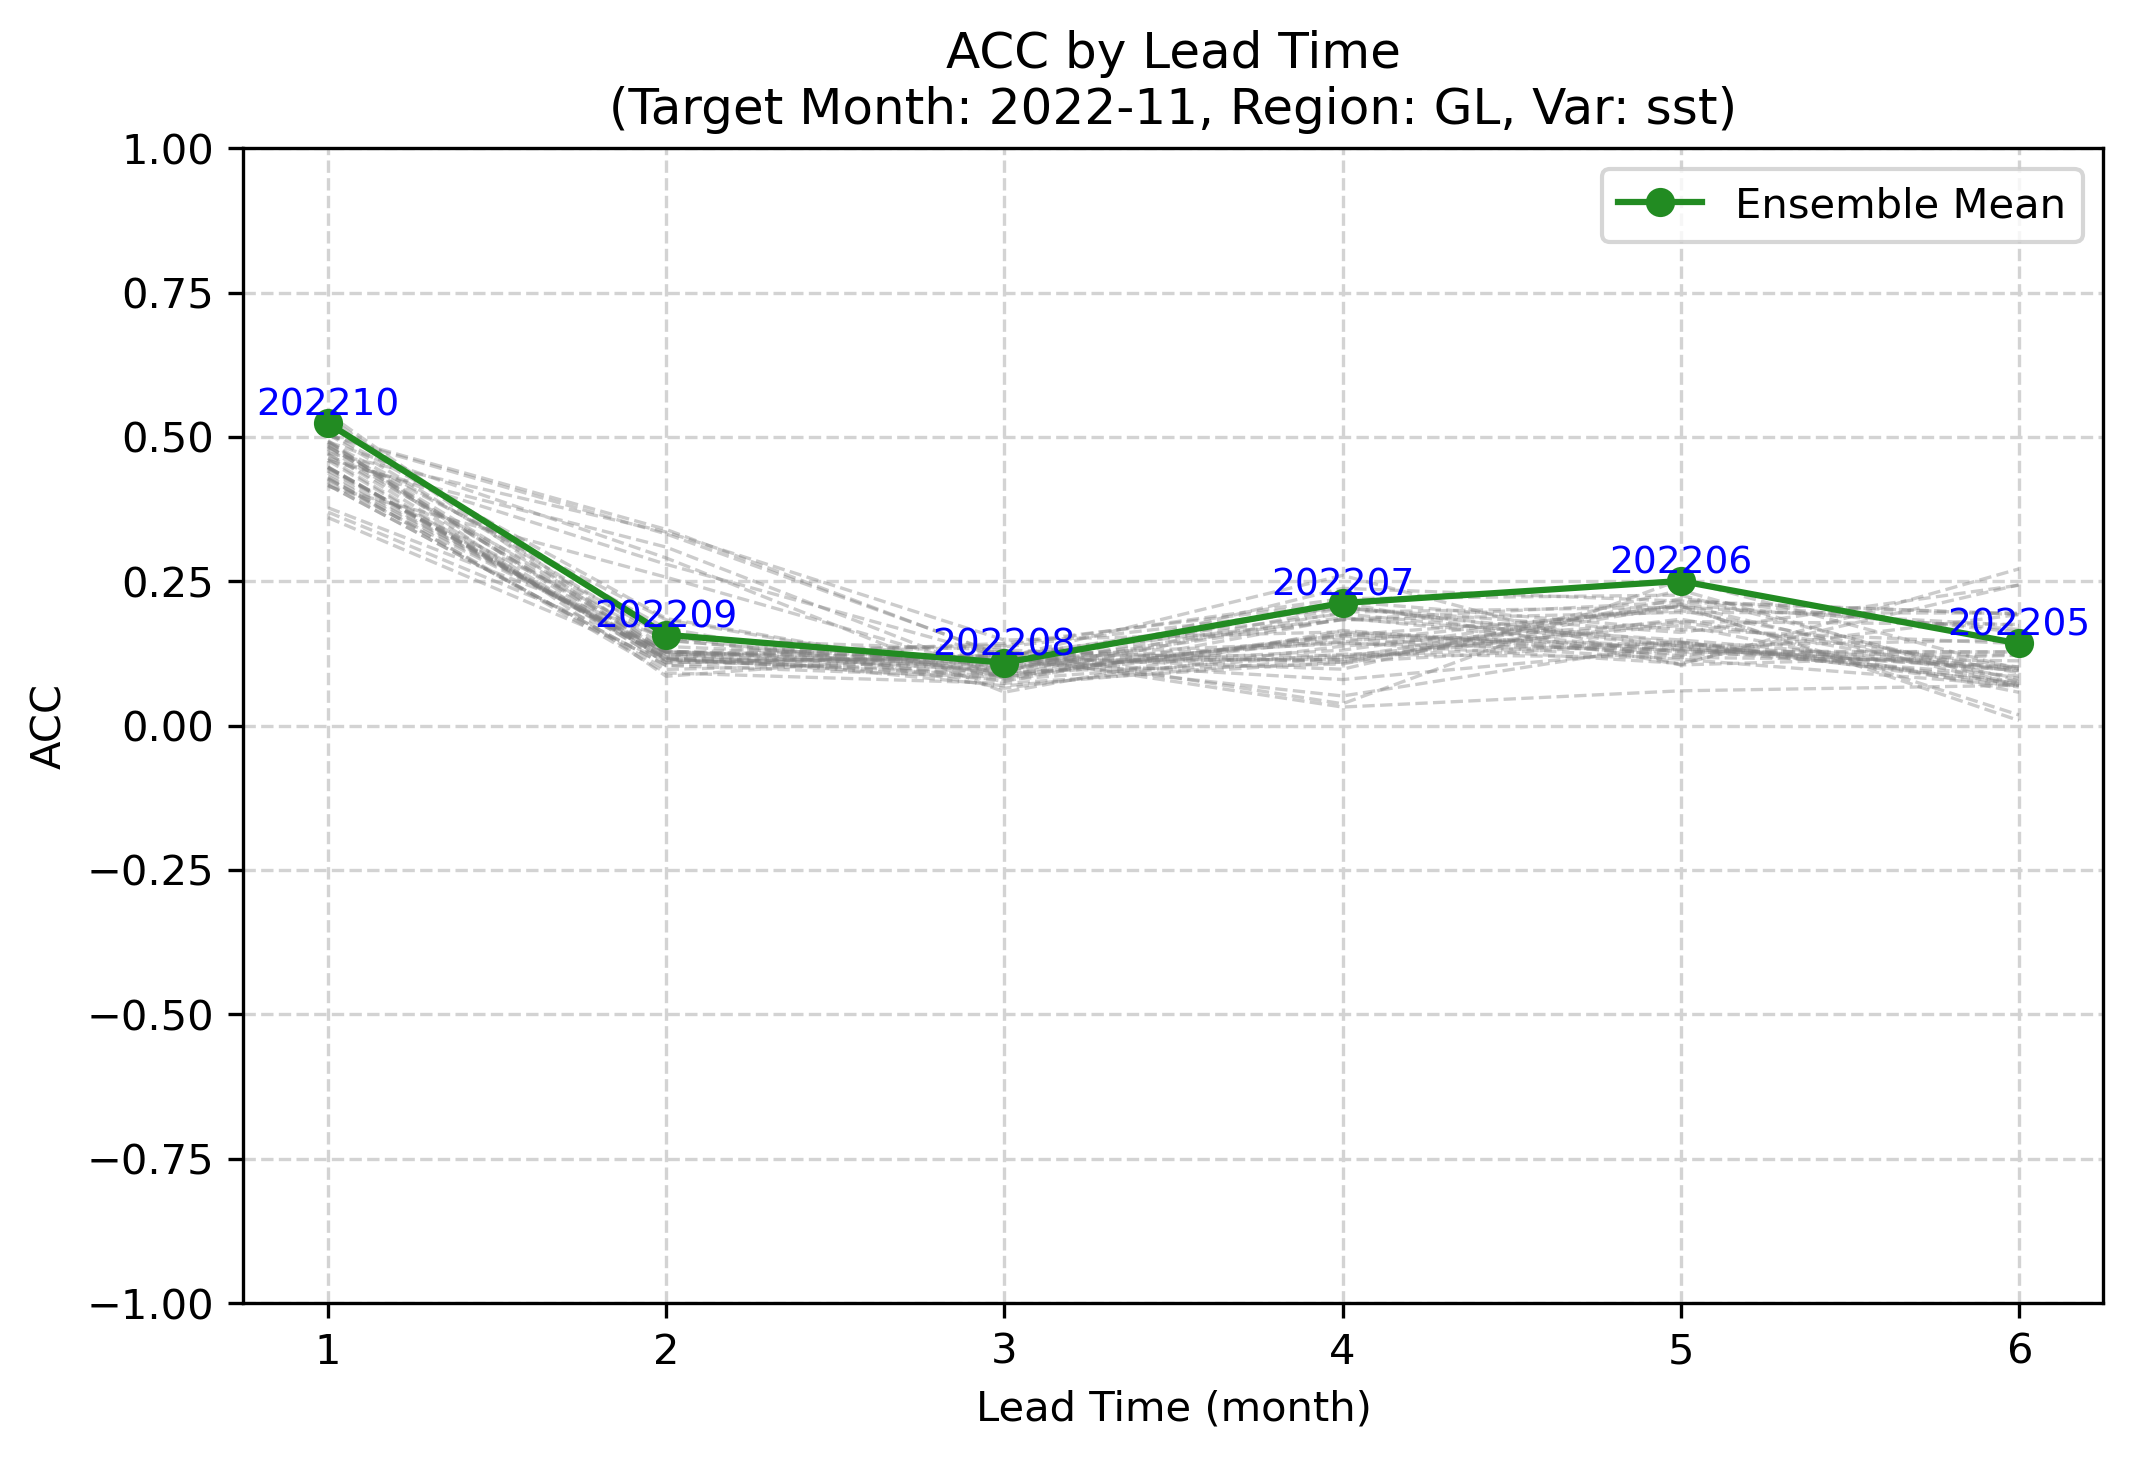 ACC by Lead Time
(Target Month: 2022-11, Region: GL, Var: sst)
1.00
0.75
0.50
0.25
0.00
−0.25
−0.50
−0.75
−1.00
ACC
Ensemble Mean
202210
202209
202208
202207
202206
202205
1 2 3 4 5 6
Lead Time (month)